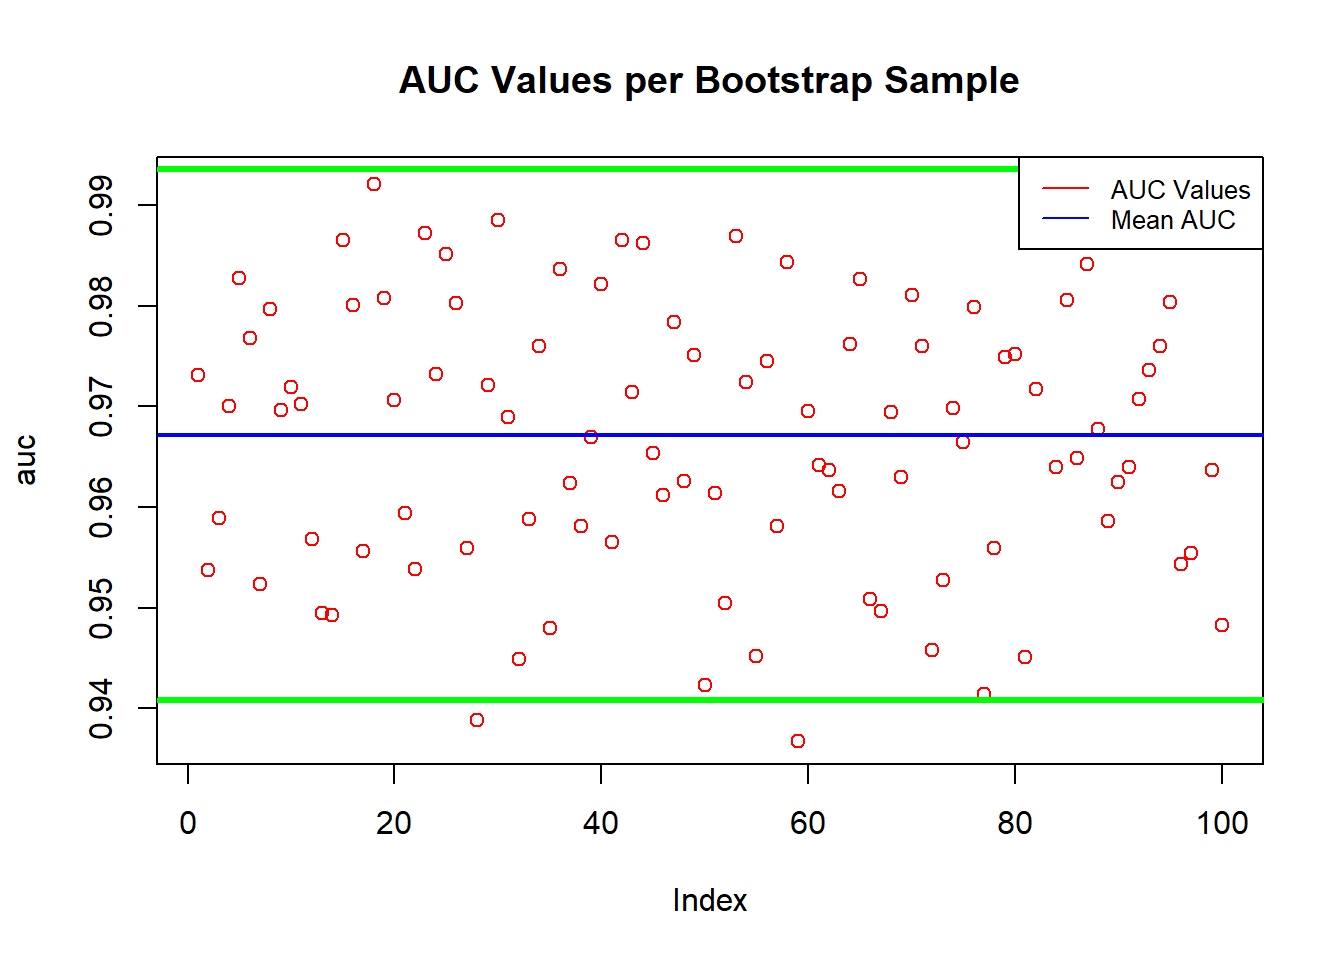 AUC Values per Bootstrap Sample
AUC Values
Mean AUC
0.99
0.98
0.97
0.96
0.95
0.94
auc
0 20 40 60 80 100
Index